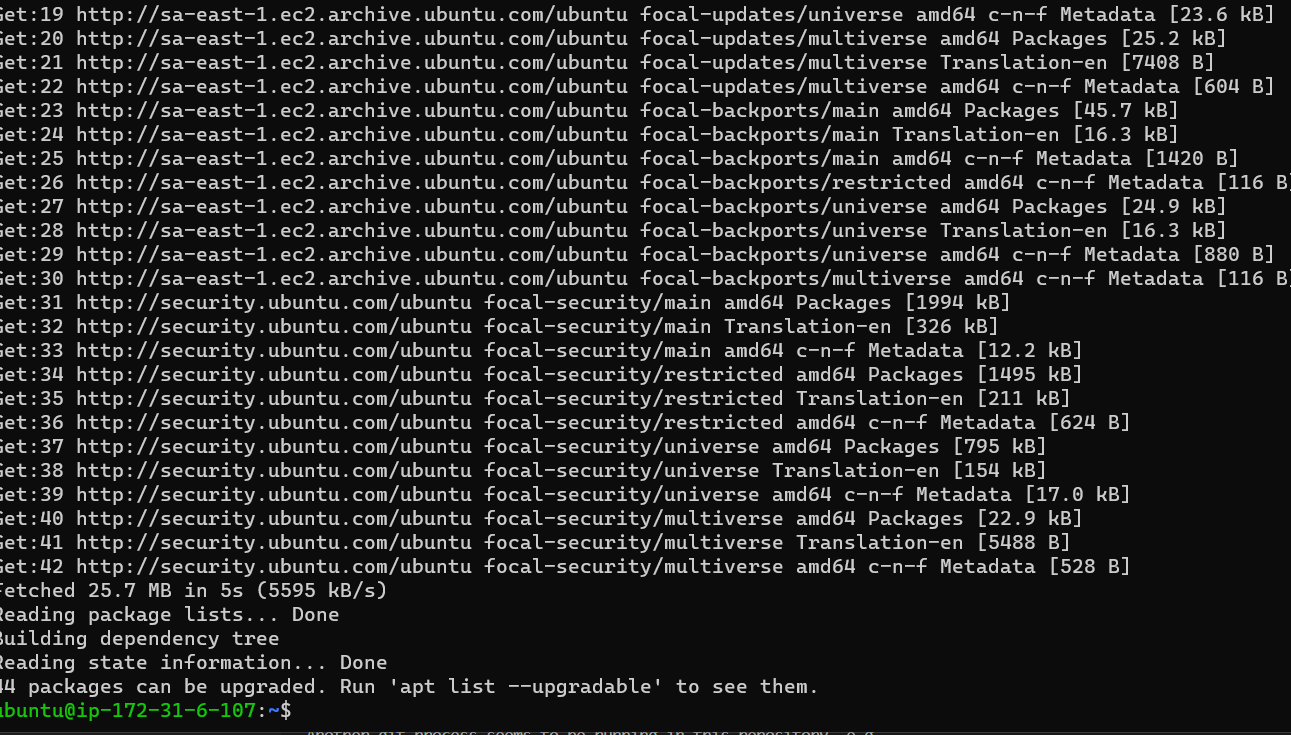 Get:19 http://sa-east-1.ec2.archive.ubuntu.com/ubuntu focal-updates/universe amd64 c-n-f Metadata [23.6 kB]
Get:20 http://sa-east-1.ec2.archive.ubuntu.com/ubuntu focal-updates/multiverse amd64 Packages [25.2 kB]
Get:21 http://sa-east-1.ec2.archive.ubuntu.com/ubuntu focal-updates/multiverse Translation-en [7408 B]
Get:22 http://sa-east-1.ec2.archive.ubuntu.com/ubuntu focal-updates/multiverse amd64 c-n-f Metadata [604 B]
Get:23 http://sa-east-1.ec2.archive.ubuntu.com/ubuntu focal-backports/main amd64 Packages [45.7 kB]
Get:24 http://sa-east-1.ec2.archive.ubuntu.com/ubuntu focal-backports/main Translation-en [16.3 kB]
Get:25 http://sa-east-1.ec2.archive.ubuntu.com/ubuntu focal-backports/main amd64 c-n-f Metadata [1420 B]
Get:26 http://sa-east-1.ec2.archive.ubuntu.com/ubuntu focal-backports/restricted amd64 c-n-f Metadata [116 B]
Get:27 http://sa-east-1.ec2.archive.ubuntu.com/ubuntu focal-backports/universe amd64 Packages [24.9 kB]
Get:28 http://sa-east-1.ec2.archive.ubuntu.com/ubuntu focal-backports/universe Translation-en [16.3 kB]
Get:29 http://sa-east-1.ec2.archive.ubuntu.com/ubuntu focal-backports/universe amd64 c-n-f Metadata [880 B]
Get:30 http://sa-east-1.ec2.archive.ubuntu.com/ubuntu focal-backports/multiverse amd64 c-n-f Metadata [116 B]
Get:31 http://security.ubuntu.com/ubuntu focal-security/main amd64 Packages [1994 kB]
Get:32 http://security.ubuntu.com/ubuntu focal-security/main Translation-en [326 kB]
Get:33 http://security.ubuntu.com/ubuntu focal-security/main amd64 c-n-f Metadata [12.2 kB]
Get:34 http://security.ubuntu.com/ubuntu focal-security/restricted amd64 Packages [1495 kB]
Get:35 http://security.ubuntu.com/ubuntu focal-security/restricted Translation-en [211 kB]
Get:36 http://security.ubuntu.com/ubuntu focal-security/restricted amd64 c-n-f Metadata [624 B]
Get:37 http://security.ubuntu.com/ubuntu focal-security/universe amd64 Packages [795 kB]
Get:38 http://security.ubuntu.com/ubuntu focal-security/universe Translation-en [154 kB]
Get:39 http://security.ubuntu.com/ubuntu focal-security/universe amd64 c-n-f Metadata [17.0 kB]
Get:40 http://security.ubuntu.com/ubuntu focal-security/multiverse amd64 Packages [22.9 kB]
Get:41 http://security.ubuntu.com/ubuntu focal-security/multiverse Translation-en [5488 B]
Get:42 http://security.ubuntu.com/ubuntu focal-security/multiverse amd64 c-n-f Metadata [528 B]
Fetched 25.7 MB in 5s (5595 kB/s)
Reading package lists... Done
Building dependency tree
Reading state information... Done
44 packages can be upgraded. Run 'apt list --upgradable' to see them.
ubuntu@ip-172-31-6-107:~$
Another git process seems to be running in this repository, e.g.